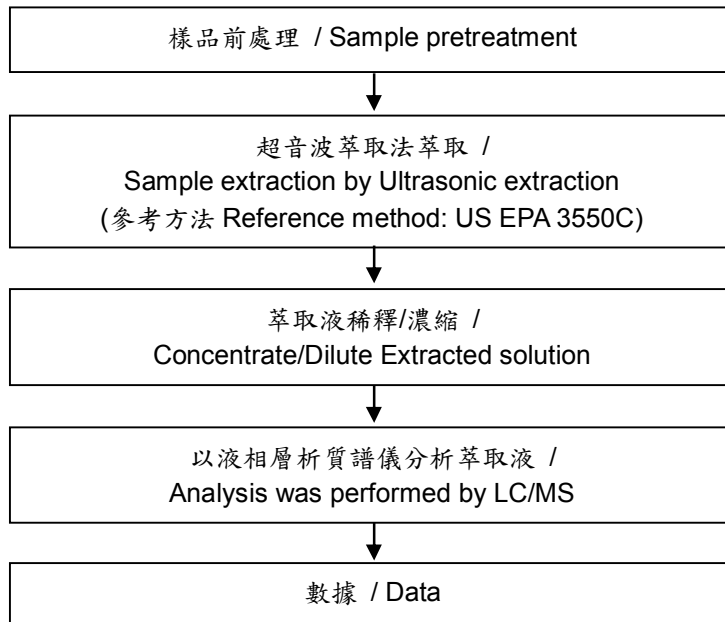 樣品前處理 / Sample pretreatment
超音波萃取法萃取 /
Sample extraction by Ultrasonic extraction
(參考方法 Reference method: US EPA 3550C)
萃取液稀釋/濃縮 /
Concentrate/Dilute Extracted solution
以液相層析質譜儀分析萃取液 /
Analysis was performed by LC/MS
數據 / Data